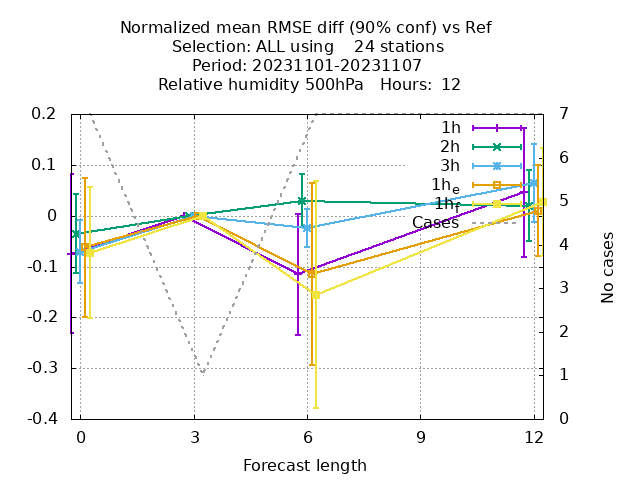 Normalized mean RMSE diff (90% conf) vs Ref
Selection: ALL using    24 stations
Period: 20231101-20231107
Relative humidity 500hPa   Hours:  12
0.2
0.1
0
-0.1
-0.2
-0.3
-0.4
7
6
5
4
3
2
1
0
1h
2h
3h
1he
1hf
Cases
No cases
0
3
6
9
12
Forecast length